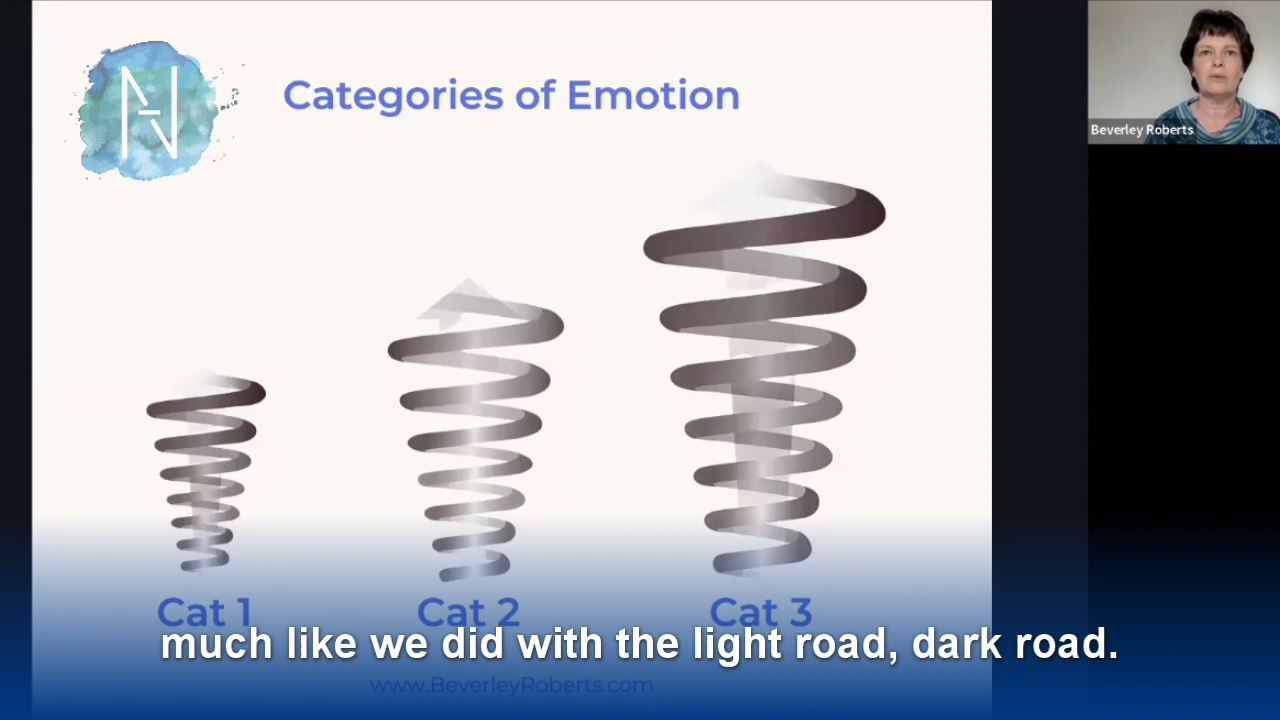 Categories of Emotion
Beverley Roberts
Cat 1 Cat 2 Cat 3
much like we did with the light road, dark road.
www.BeverleyRoberts.com